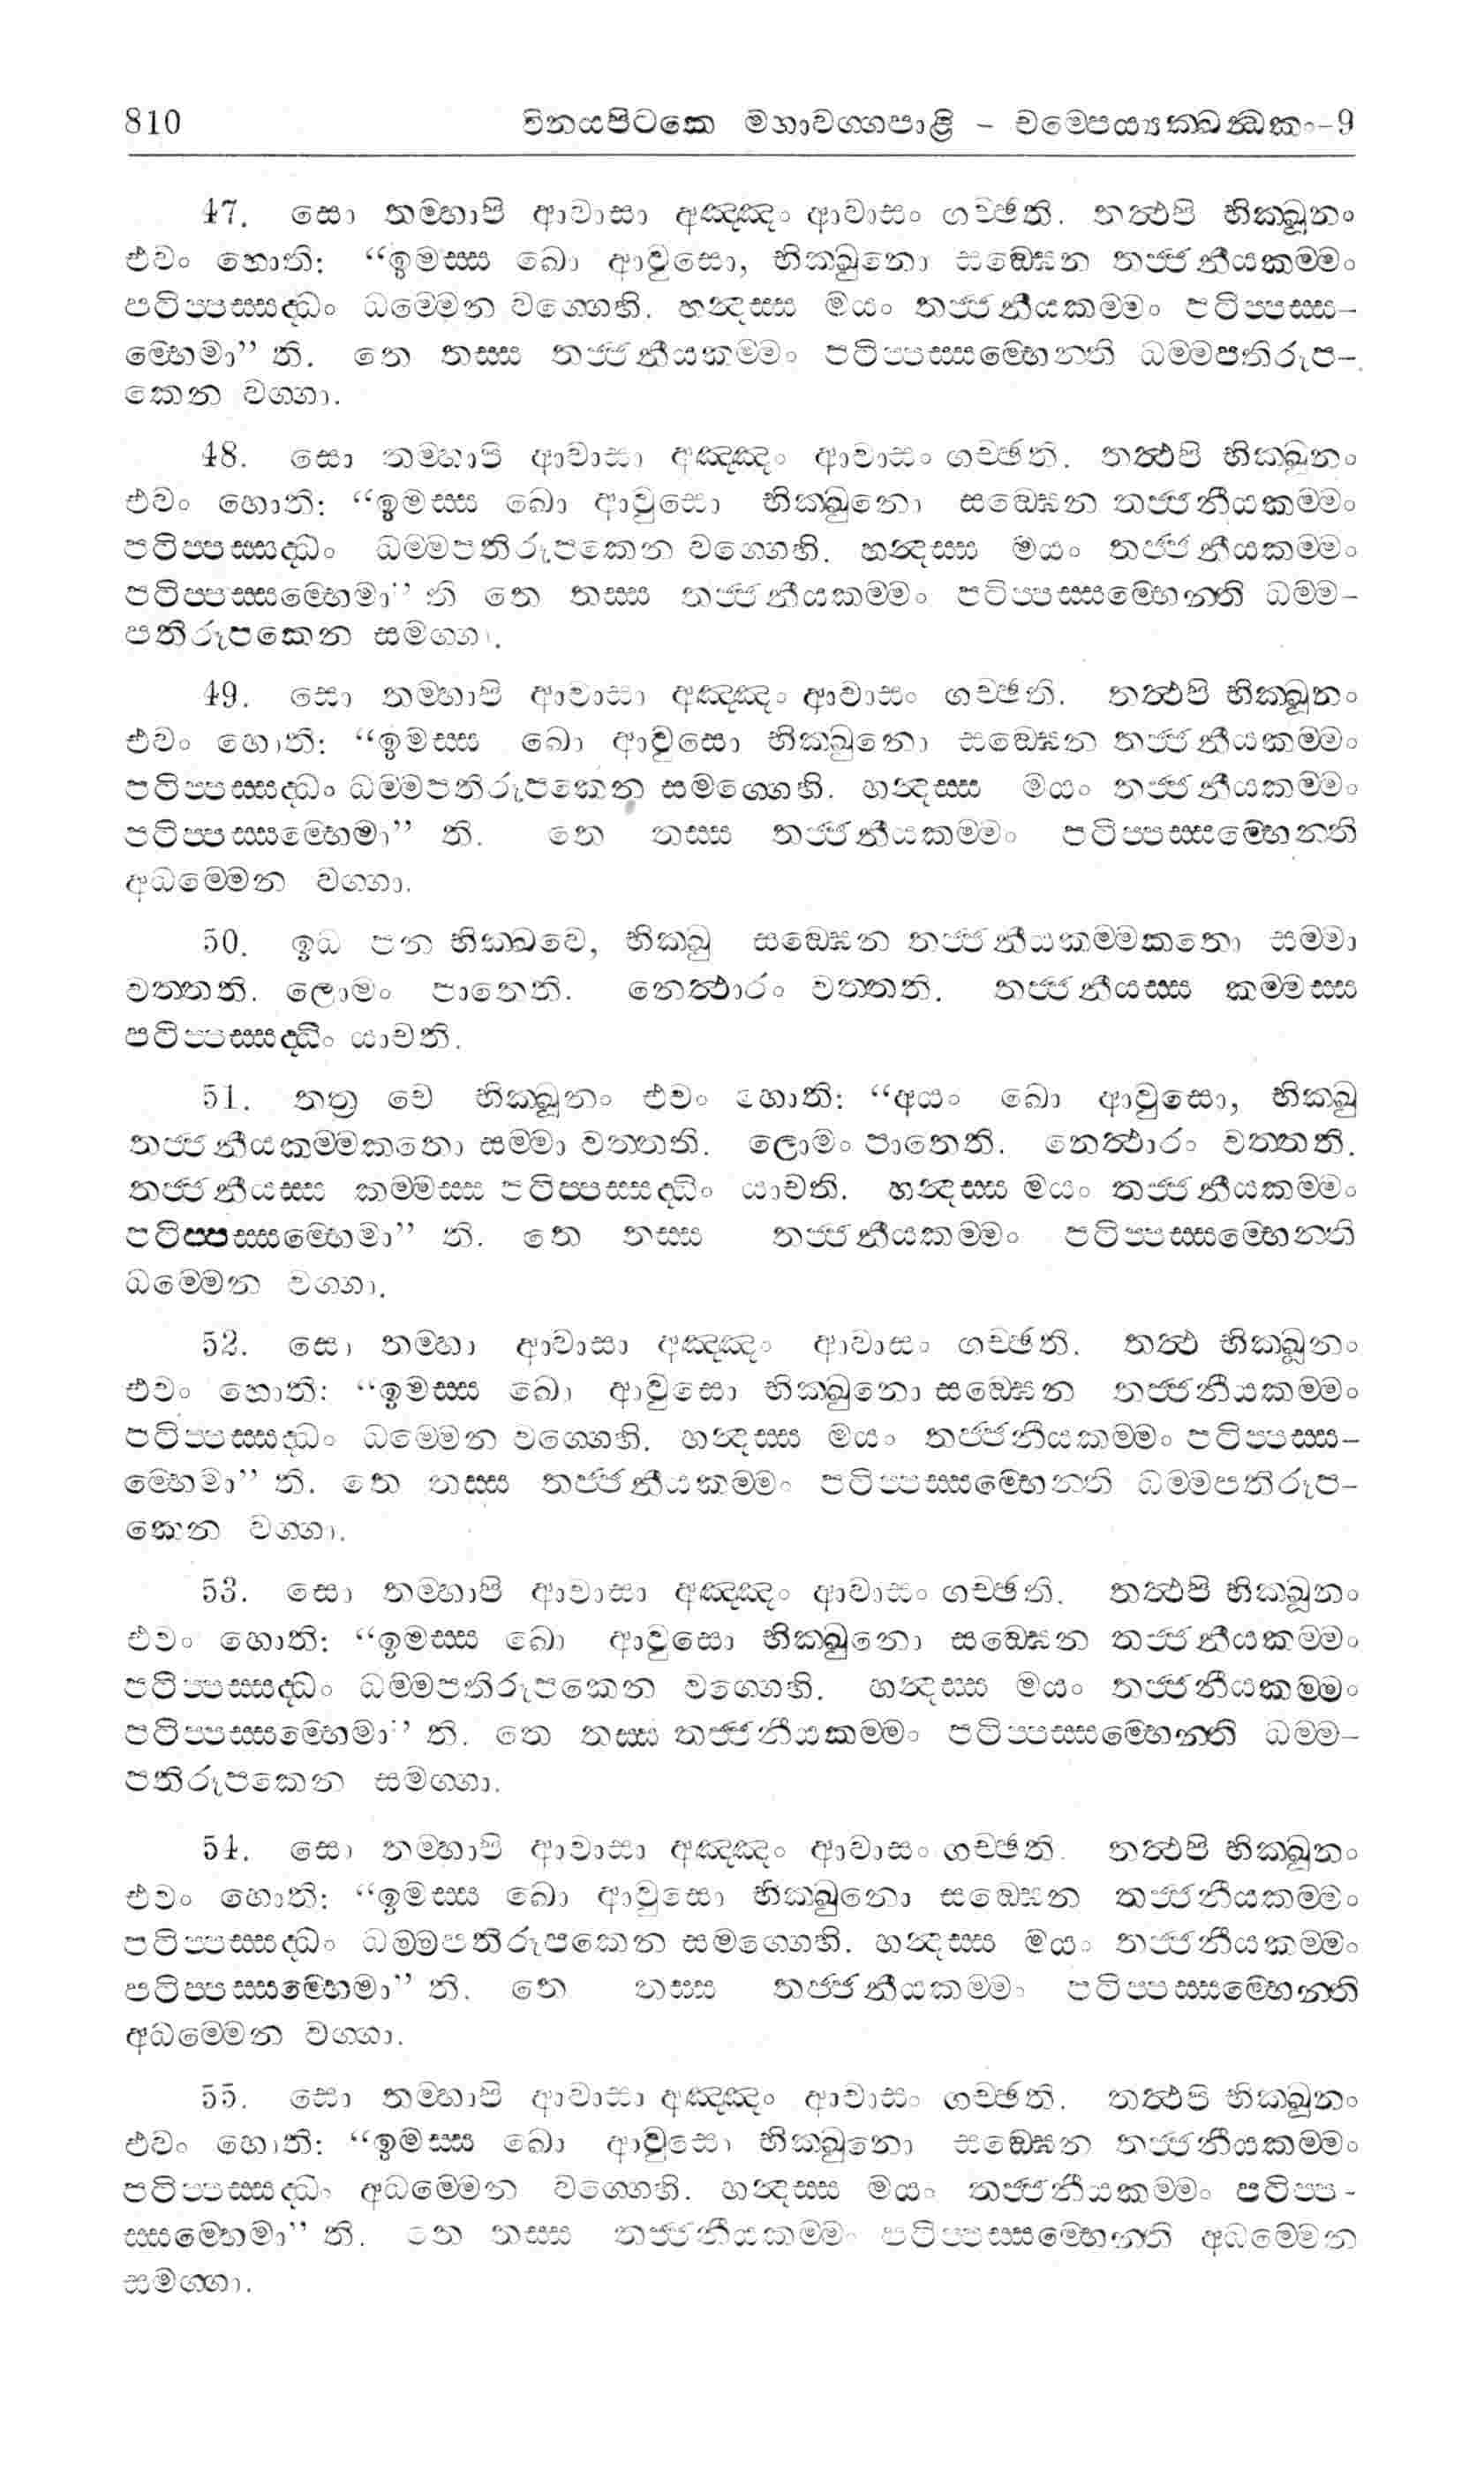 810 විනයපිටකෙ මහාවග්ගපාළි - චම්පෙය්‍යක්ඛන්ධකං-9
47. සො තම්හාපි ආවාසා අඤ්ඤං ආවාසං ගච්ඡති. තත්‍ථපි භික්ඛූනං
එවං හොති: “ඉමස්ස ඛො ආවුසො, භික්ඛුනො සඞ්ඝෙන තජ්ජනීයකම්මං
පටිප්පස්සද්ධං ධම්මෙන වග්ගෙහි. හන්දස්ස මයං තජ්ජනීයකම්මං පටිප්පස්ස-
ම්භෙමා” ති. තෙ තස්ස තජ්ජනීයකම්මං පටිප්පස්සම්භෙන්ති ධම්මපතිරූප-
කෙන වග්ගා.
48. සො තම්හාපි ආවාසා අඤ්ඤං ආවාසං ගච්ඡති. තත්‍ථපි භික්ඛූනං
එවං හොති: “ඉමස්ස ඛො ආවුසො භික්ඛුනො සඞ්ඝෙන තජ්ජනීයකම්මං
පටිප්පස්සද්ධං ධම්මපතිරූපකෙන වග්ගෙහි. හන්දස්ස මයං තජ්ජනීයකම්මං
පටිප්පස්සම්භෙමා” ති තෙ තස්ස තජ්ජනීයකම්මං පටිප්පස්සම්භෙන්ති ධම්ම-
පතිරූපකෙන සමග්ගා.
49. සො තම්හාපි ආවාසා අඤ්ඤං ආවාසං ගච්ඡති. තත්‍ථපි භික්ඛූනං
එවං හොති: “ඉමස්ස ඛො ආවුසො භික්ඛුනො සඞ්ඝෙන තජ්ජනීයකම්මං
පටිප්පස්සද්ධං ධම්මපතිරූපකෙන සමග්ගෙහි. හන්දස්ස මයං තජ්ජනීයකම්මං
පටිප්පස්සම්භෙමා” ති. තෙ තස්ස තජ්ජනීයකම්මං පටිප්පස්සම්භෙන්ති
අධම්මෙන වග්ගා.
50. ඉධ පන භික්ඛවෙ, භික්ඛු සඞ්ඝෙන තජ්ජනීයකම්මකතො සම්මා
වත්තති. ලොමං පාතෙති. නෙත්‍ථාරං වත්තති. තජ්ජනීයස්ස කම්මස්ස
පටිප්පස්සද්ධිං යාචති.
51. තත්‍ර චෙ භික්ඛූනං එවං හොති: “අයං ඛො ආවුසො, භික්ඛු
තජ්ජනීයකම්මකතො සම්මා වත්තති. ලොමං පාතෙති. නෙත්‍ථාරං වත්තති.
තජ්ජනීයස්ස කම්මස්ස පටිප්පස්සද්ධිං යාචති. හන්දස්ස මයං තජ්ජනීයකම්මං
පටිප්පස්සම්භෙමා” ති. තෙ තස්ස තජ්ජනීයකම්මං පටිප්පස්සම්භෙන්ති
ධම්මෙන වග්ගා.
52. සො තම්හා ආවාසා අඤ්ඤං ආවාසං ගච්ඡති. තත්‍ථ භික්ඛූනං
එවං හොති: “ඉමස්ස ඛො ආවුසො භික්ඛුනො සඞ්ඝෙන තජ්ජනීයකම්මං
පටිප්පස්සද්ධං ධම්මෙන වග්ගෙහි. හන්දස්ස මයං තජ්ජනීයකම්මං පටිප්පස්ස-
ම්භෙමා” ති. තෙ තස්ස තජ්ජනීයකම්මං පටිප්පස්සම්භෙන්ති ධම්මපතිරූප-
කෙන වග්ගා.
53. සො තම්හාපි ආවාසා අඤ්ඤං ආවාසං ගච්ඡති. තත්‍ථපි භික්ඛූනං
එවං හොති: “ඉමස්ස ඛො ආවුසො භික්ඛුනො සඞ්ඝෙන තජ්ජනීයකම්මං
පටිප්පස්සද්ධං ධම්මපතිරූපකෙන වග්ගෙහි. හන්දස්ස මයං තජ්ජනීයකම්මං
පටිප්පස්සම්භෙමා” ති. තෙ තස්ස තජ්ජනීයකම්මං පටිප්පස්සම්භෙන්ති ධම්ම-
පතිරූපකෙන සමග්ගා.
54. සො තම්හාපි ආවාසා අඤ්ඤං ආවාසං ගච්ඡති. තත්‍ථපි භික්ඛූනං
එවං හොති: “ඉමස්ස ඛො ආවුසො භික්ඛුනො සඞ්ඝෙන තජ්ජනීයකම්මං
පටිප්පස්සද්ධං ධම්මපතිරූපකෙන සමග්ගෙහි. හන්දස්ස මයං තජ්ජනීයකම්මං
පටිප්පස්සම්භෙමා” ති. තෙ තස්ස තජ්ජනීයකම්මං පටිප්පස්සම්භෙන්ති
අධම්මෙන වග්ගා.
55. සො තම්හාපි ආවාසා අඤ්ඤං ආවාසං ගච්ඡති. තත්‍ථපි භික්ඛූනං
එවං හොති: “ඉමස්ස ඛො ආවුසො භික්ඛුනො සඞ්ඝෙන තජ්ජනීයකම්මං
පටිප්පස්සද්ධං අධම්මෙන වග්ගෙහි. හන්දස්ස මයං තජ්ජනීයකම්මං පටිප්ප-
ස්සම්භෙමා” ති. තෙ තස්ස තජ්ජනීයකම්මං පටිප්පස්සම්භෙන්ති අධම්මෙන
සමග්ගා.